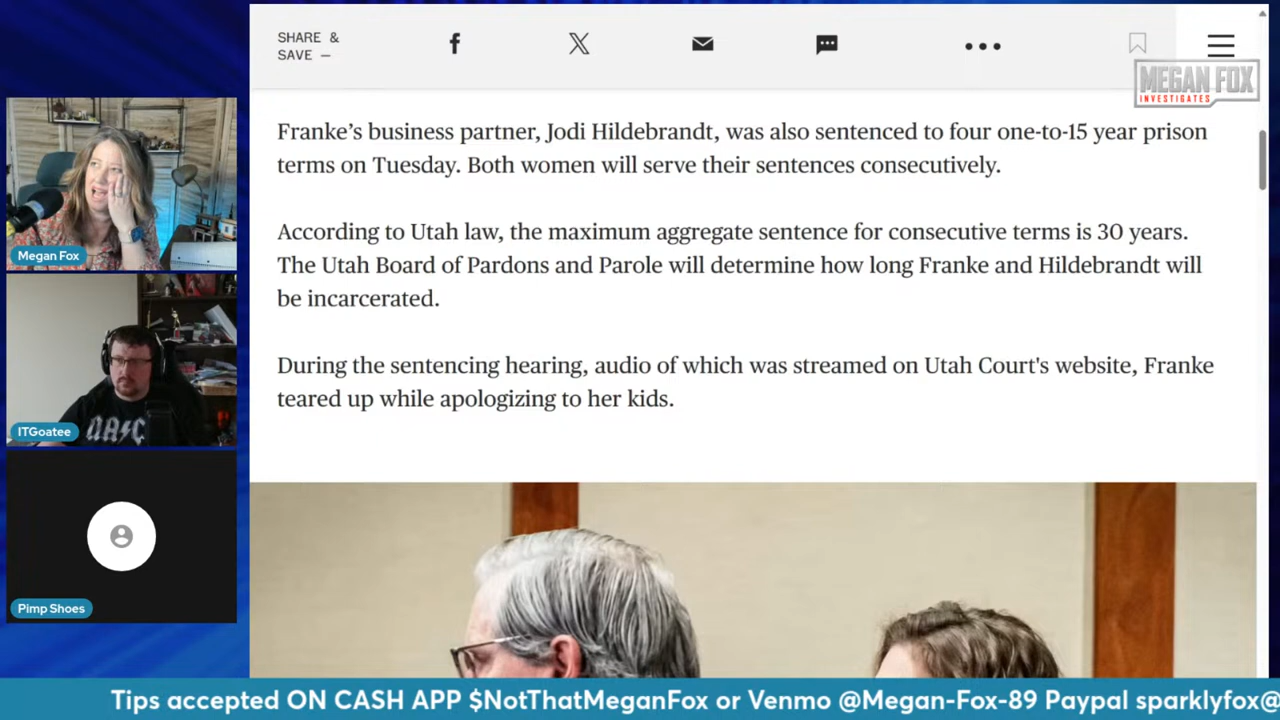 SHARE &
SAVE —
MEGAN FOX
INVESTIGATES
Franke's business partner, Jodi Hildebrandt, was also sentenced to four one-to-15 year prison
terms on Tuesday. Both women will serve their sentences consecutively.
According to Utah law, the maximum aggregate sentence for consecutive terms is 30 years.
The Utah Board of Pardons and Parole will determine how long Franke and Hildebrandt will
be incarcerated.
During the sentencing hearing, audio of which was streamed on Utah Court's website, Franke
teared up while apologizing to her kids.
Megan Fox
ITGoatee
Pimp Shoes
Tips accepted ON CASH APP $NotThatMeganFox or Venmo @Megan-Fox-89 Paypal sparklyfox@